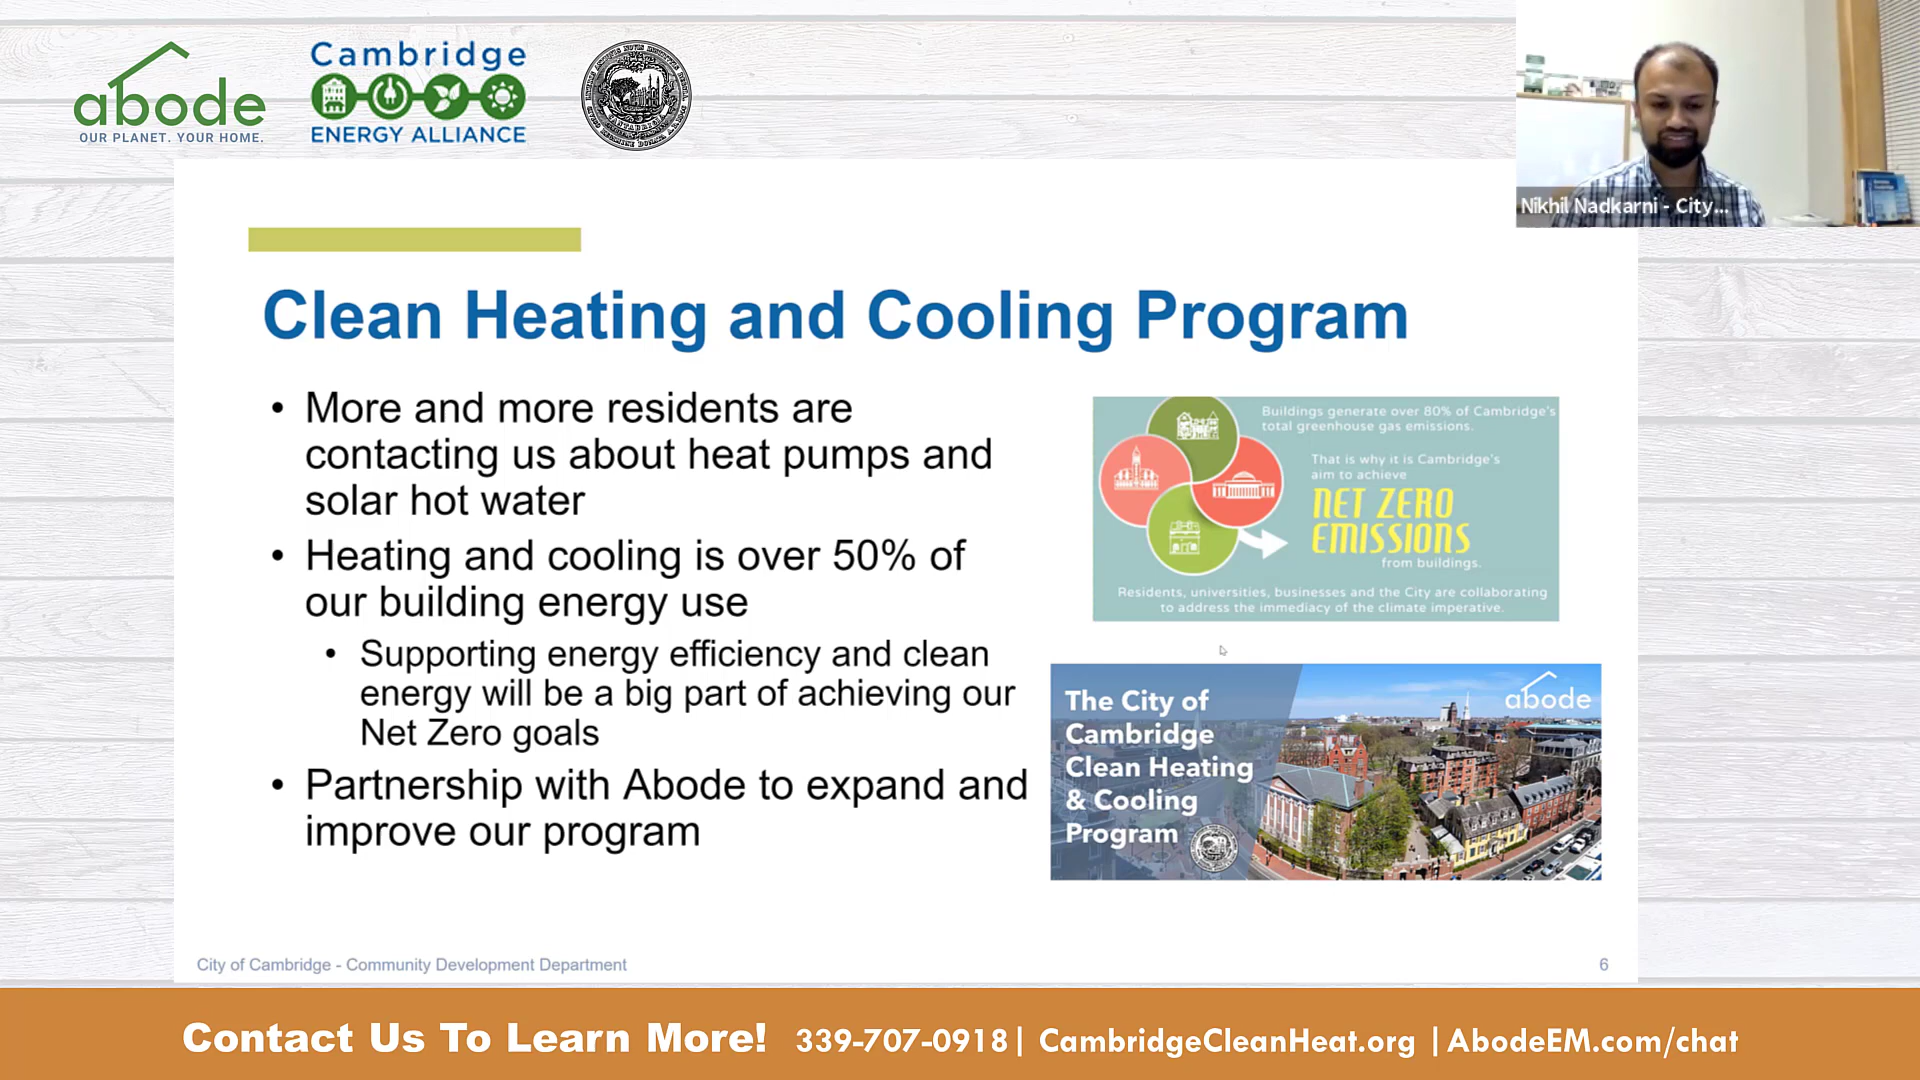 abode
OUR PLANET. YOUR HOME.
Cambridge
ENERGY ALLIANCE
Nikhil Nadkarni - City...
Clean Heating and Cooling Program
• More and more residents are
contacting us about heat pumps and
solar hot water
• Heating and cooling is over 50% of
our building energy use
• Supporting energy efficiency and clean
energy will be a big part of achieving our
Net Zero goals
• Partnership with Abode to expand and
improve our program
Buildings generate over 80% of Cambridge's
total greenhouse gas emissions.
That is why it is Cambridge's
aim to achieve
NET ZERO
EMISSIONS
from buildings.
Residents, universities, businesses and the City are collaborating
to address the immediacy of the climate imperative.
The City of
Cambridge
Clean Heating
& Cooling
Program
abode
City of Cambridge - Community Development Department
6
Contact Us To Learn More! 339-707-0918| CambridgeCleanHeat.org |AbodeEM.com/chat